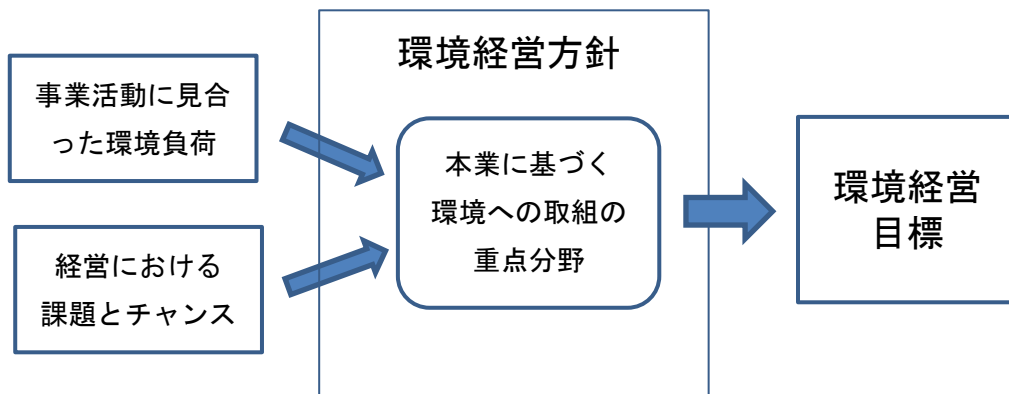 環境経営方針
事業活動に見合
った環境負荷
経営における
課題とチャンス
本業に基づく
環境への取組の
重点分野
環境経営
目標